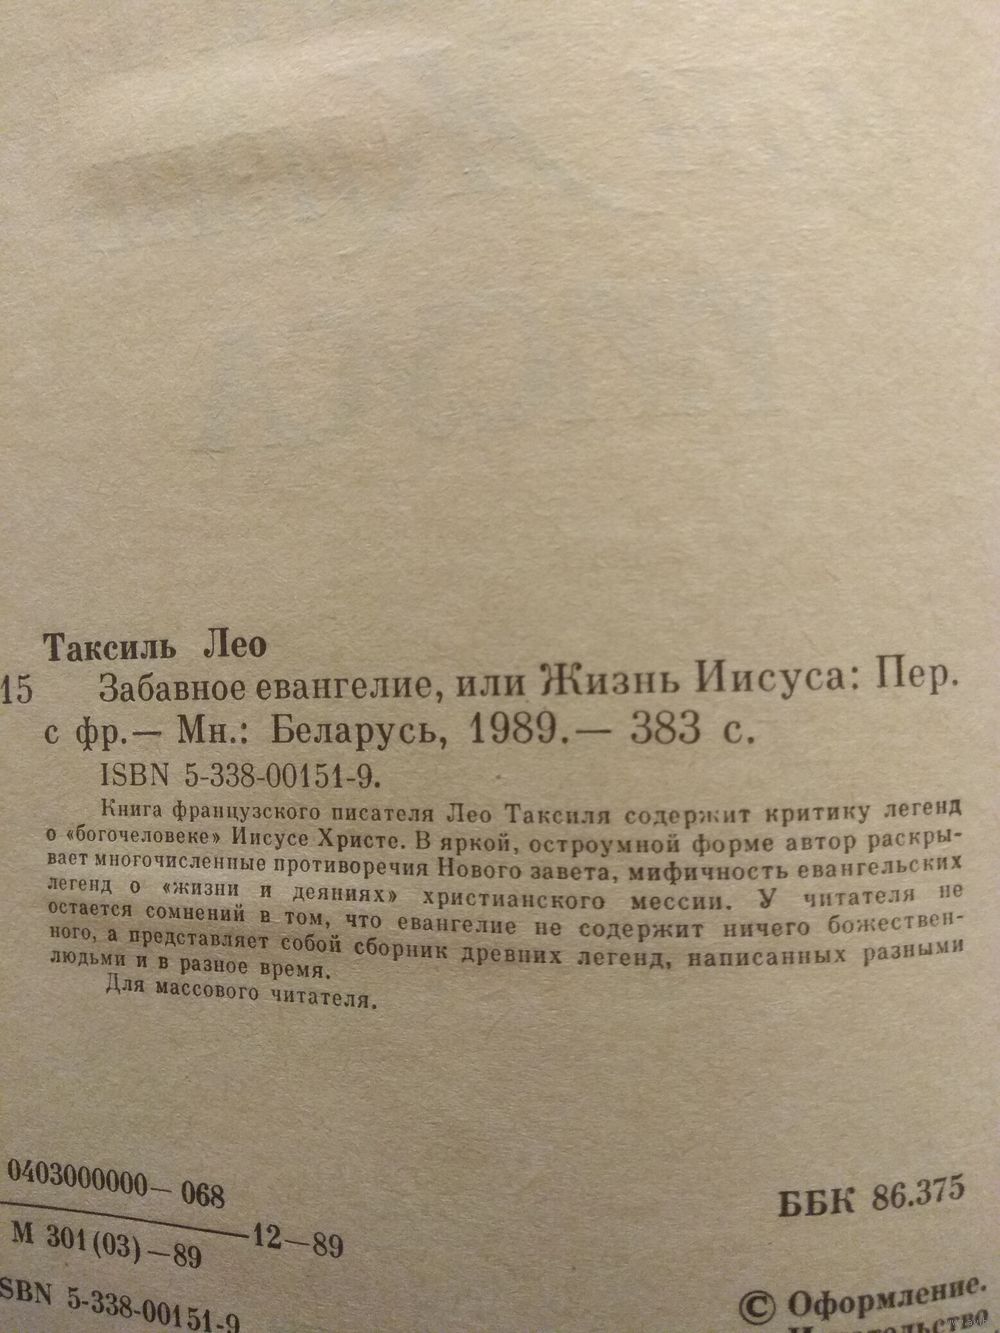 Таксиль Лео
15 Забавное евангелие, или Жизнь Иисуса: Пер.
с фр.— Мн.: Беларусь, 1989.— 383 с.
ISBN 5-338-00151-9.
Книга французского писателя Лео Таксиля содержит критику легенд
о «богочеловеке» Иисусе Христе. В яркой, остроумной форме автор раскры-
вает многочисленные противоречия Нового завета, мифичность евангельских
легенд о «жизни и деяниях» христианского мессии. У читателя не
остается сомнений в том, что евангелие не содержит ничего божествен-
ного, а представляет собой сборник древних легенд, написанных разными
людьми и в разное время.
Для массового читателя.
0403000000— 068
12—89
М 301(03)—89
ББК 86.375
SBN 5-338-00151-9
© Оформление.